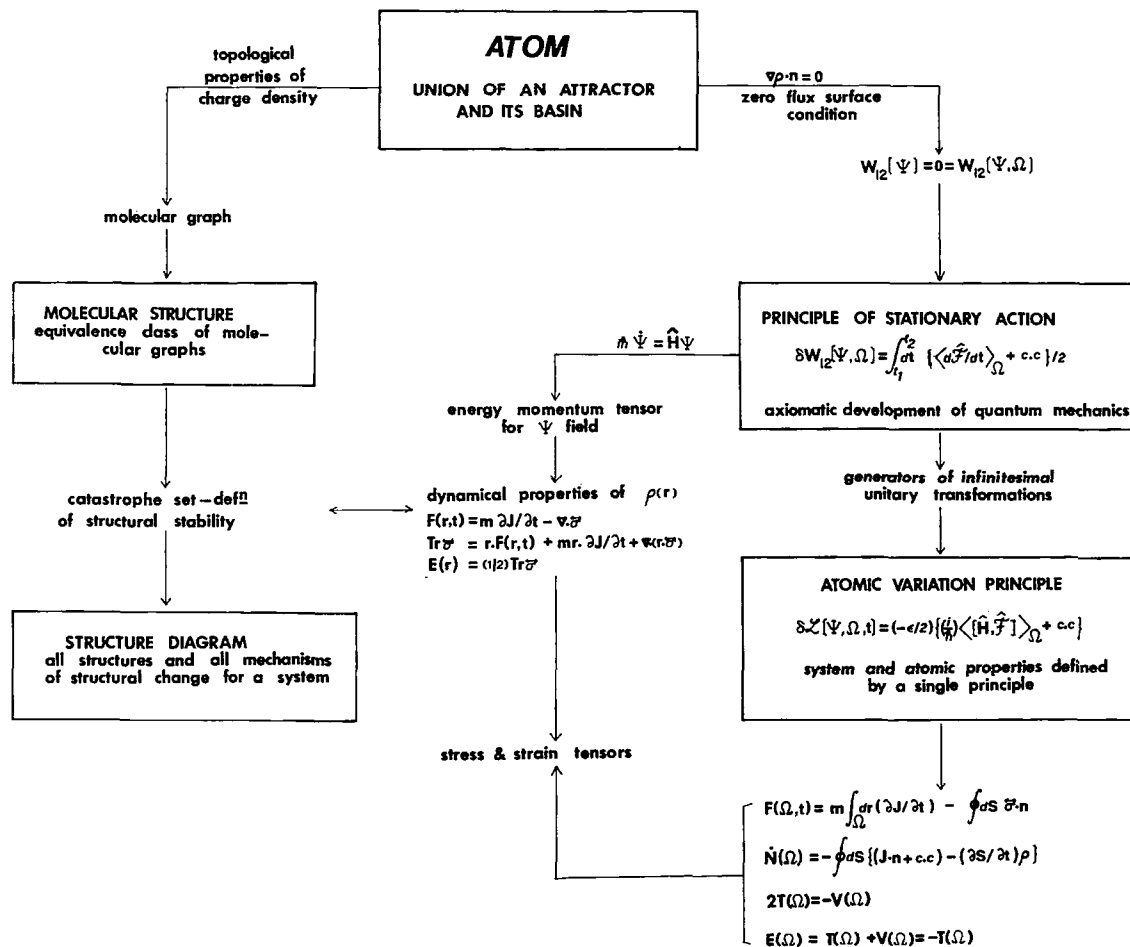 ATOM
UNION OF AN ATTRACTOR
AND ITS BASIN
topological
properties of
charge density
∇ρ·n = 0
zero flux surface
condition
W₁₂[Ψ] = 0 = W₁₂[Ψ,Ω]
molecular graph
MOLECULAR STRUCTURE
equivalence class of mole-
cular graphs
PRINCIPLE OF STATIONARY ACTION
δW₁₂[Ψ,Ω] = ∫ₜ₁ᵗ² dt {⟨dF̂/dt⟩_Ω + c.c}/2
axiomatic development of quantum mechanics
iħ Ψ̇ = ĤΨ
energy momentum tensor
for Ψ field
generators of infinitesimal
unitary transformations
catastrophe set-defn
of structural stability
dynamical properties of ρ(r)
F(r,t) = m ∂J/∂t − ∇.σ⃡
Trσ⃡ = r.F(r,t) + mr.∂J/∂t + ∇.(r.σ⃡)
E(r) = (1/2) Trσ⃡
ATOMIC VARIATION PRINCIPLE
δℒ[Ψ,Ω,t] = (−ε/2){(i/ħ)⟨[Ĥ,F̂]⟩_Ω + c.c}
system and atomic properties defined
by a single principle
STRUCTURE DIAGRAM
all structures and all mechanisms
of structural change for a system
stress & strain tensors
F(Ω,t) = m∫_Ω dr(∂J/∂t) − ∮dS σ⃡·n
Ṅ(Ω) = −∮dS{(J·n + c.c) − (∂S/∂t)ρ}
2T(Ω) = −V(Ω)
E(Ω) = T(Ω) + V(Ω) = −T(Ω)